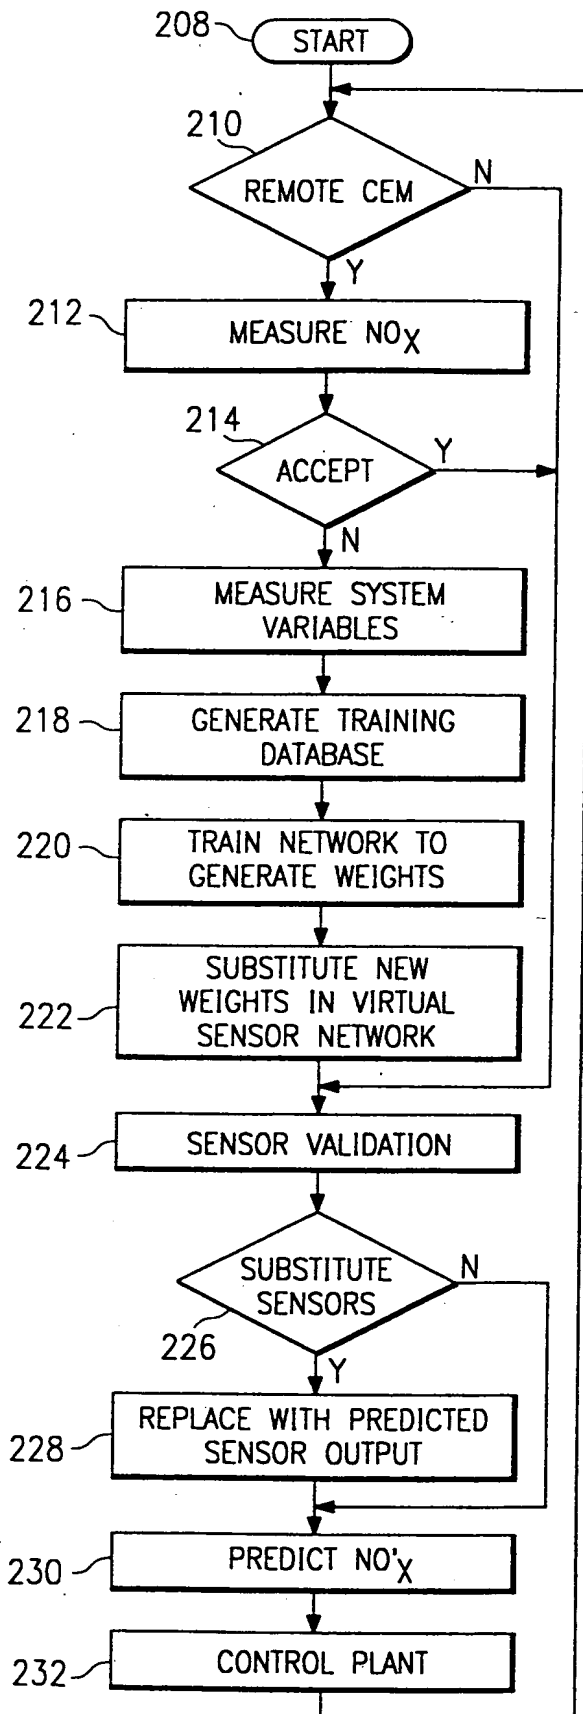 208
START
210
REMOTE CEM
N
Y
212
MEASURE NOX
214
ACCEPT
Y
N
216
MEASURE SYSTEM
VARIABLES
218
GENERATE TRAINING
DATABASE
220
TRAIN NETWORK TO
GENERATE WEIGHTS
222
SUBSTITUTE NEW
WEIGHTS IN VIRTUAL
SENSOR NETWORK
224
SENSOR VALIDATION
SUBSTITUTE
SENSORS
N
226
Y
228
REPLACE WITH PREDICTED
SENSOR OUTPUT
230
PREDICT NO'X
232
CONTROL PLANT